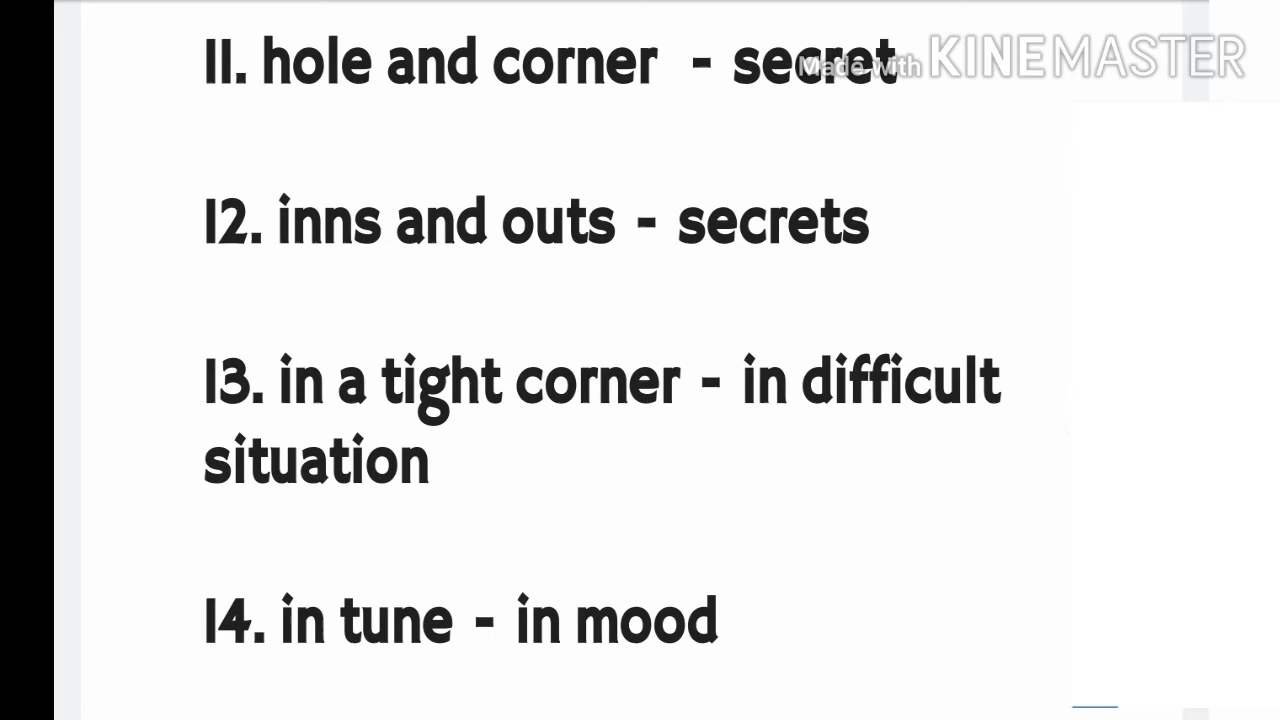 11. hole and corner - secret
Made with KINEMASTER
12. inns and outs - secrets
13. in a tight corner - in difficult
situation
14. in tune - in mood